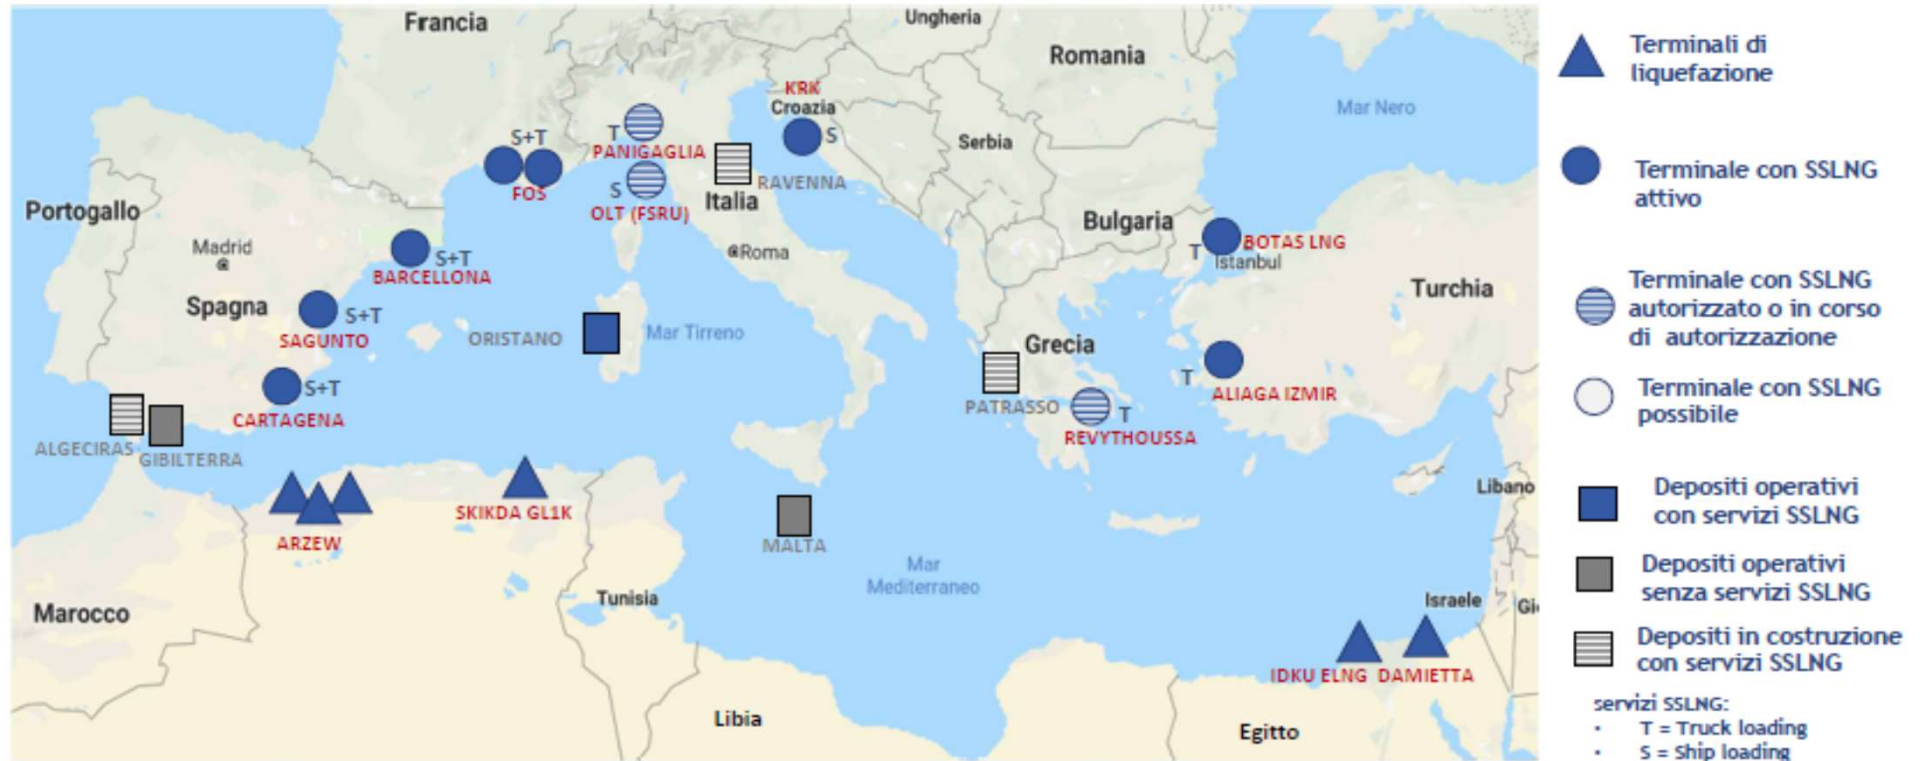 Francia
Ungheria
Romania
Mar Nero
KRK
Croazia
S
Serbia
S+T
FOS
T
PANIGAGLIA
S
OLT (FSRU)
RAVENNA
Italia
Roma
Portogallo
Madrid
Spagna
S+T
BARCELLONA
S+T
SAGUNTO
S+T
CARTAGENA
ORISTANO
Mar Tirreno
Bulgaria
T
BOTAS LNG
Istanbul
Turchia
Grecia
PATRASSO
T
REVYTHOUSSA
T
ALIAGA IZMIR
ALGECIRAS
GIBILTERRA
ARZEW
SKIKDA GL1K
MALTA
Mar
Mediterraneo
Libano
Israele
Gi
Marocco
Tunisia
Libia
Egitto
IDKU ELNG DAMIETTA
Terminali di
liquefazione
Terminale con SSLNG
attivo
Terminale con SSLNG
autorizzato o in corso
di autorizzazione
Terminale con SSLNG
possibile
Depositi operativi
con servizi SSLNG
Depositi operativi
senza servizi SSLNG
Depositi in costruzione
con servizi SSLNG
servizi SSLNG:
· T = Truck loading
· S = Ship loading